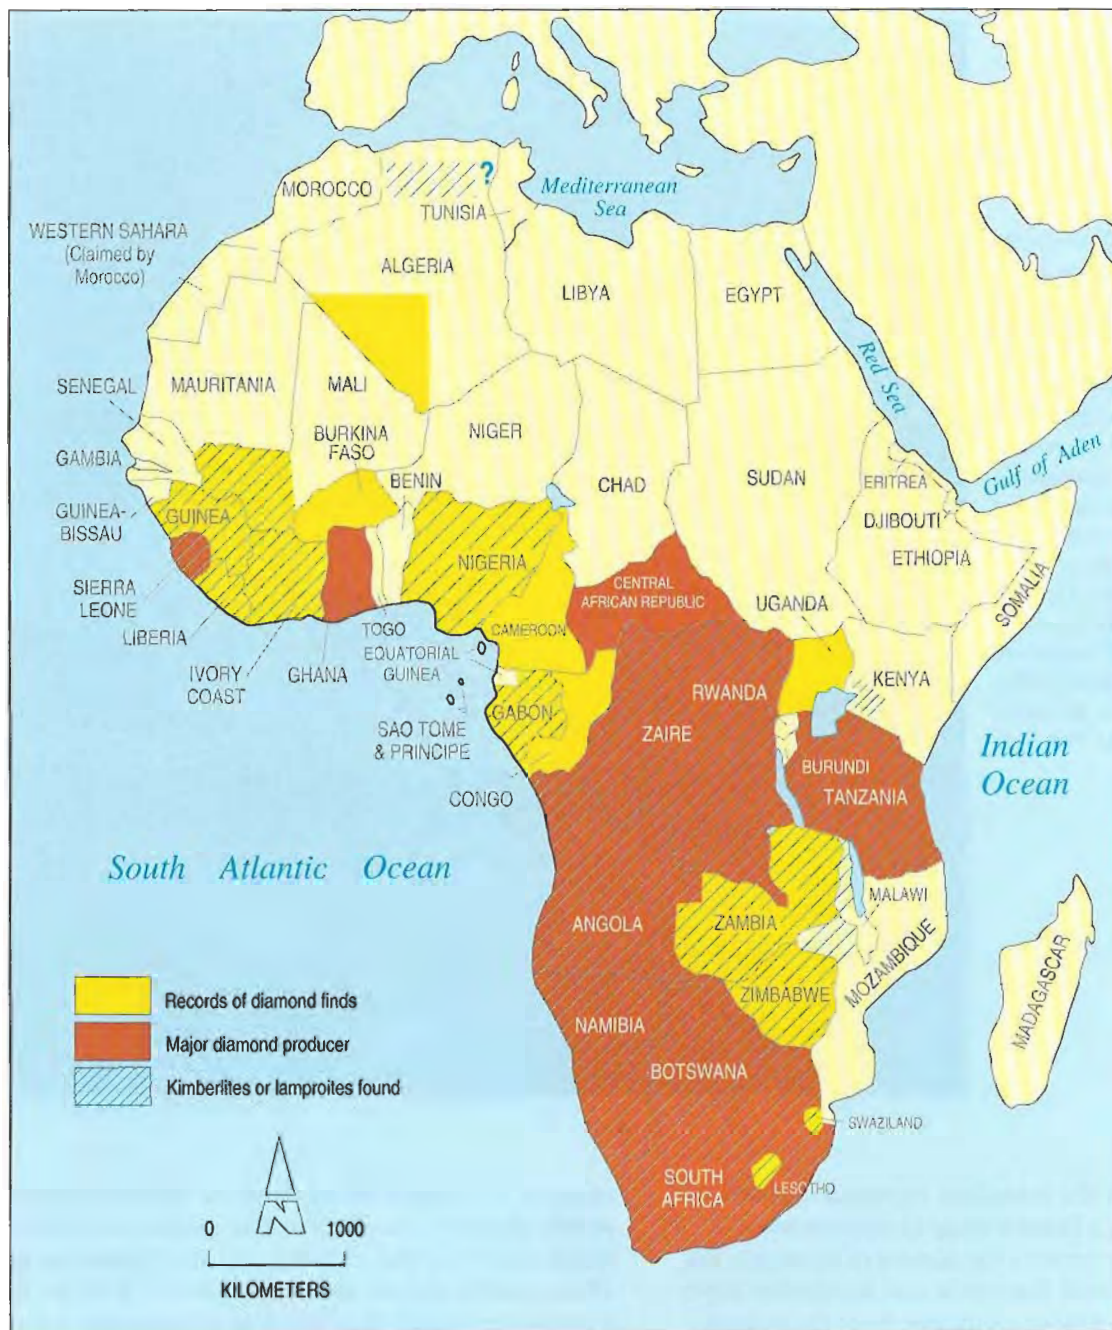 MOROCCO
?
TUNISIA
Mediterranean
Sea
WESTERN SAHARA
(Claimed by
Morocco)
ALGERIA
LIBYA
EGYPT
Red Sea
SENEGAL
MAURITANIA
MALI
BURKINA
FASO
NIGER
CHAD
SUDAN
ERITREA
Gulf of Aden
GAMBIA
BENIN
DJIBOUTI
GUINEA-
BISSAU
GUINEA
NIGERIA
ETHIOPIA
SIERRA
LEONE
CENTRAL
AFRICAN REPUBLIC
UGANDA
SOMALIA
LIBERIA
TOGO
CAMEROON
IVORY
COAST
GHANA
EQUATORIAL
GUINEA
KENYA
RWANDA
GABON
SAO TOME
& PRINCIPE
ZAIRE
Indian
Ocean
BURUNDI
TANZANIA
CONGO
South Atlantic Ocean
MALAWI
ANGOLA
ZAMBIA
MOZAMBIQUE
MADAGASCAR
ZIMBABWE
NAMIBIA
BOTSWANA
SWAZILAND
SOUTH
AFRICA
LESOTHO
Records of diamond finds
Major diamond producer
Kimberlites or lamproites found
N
0 1000
KILOMETERS